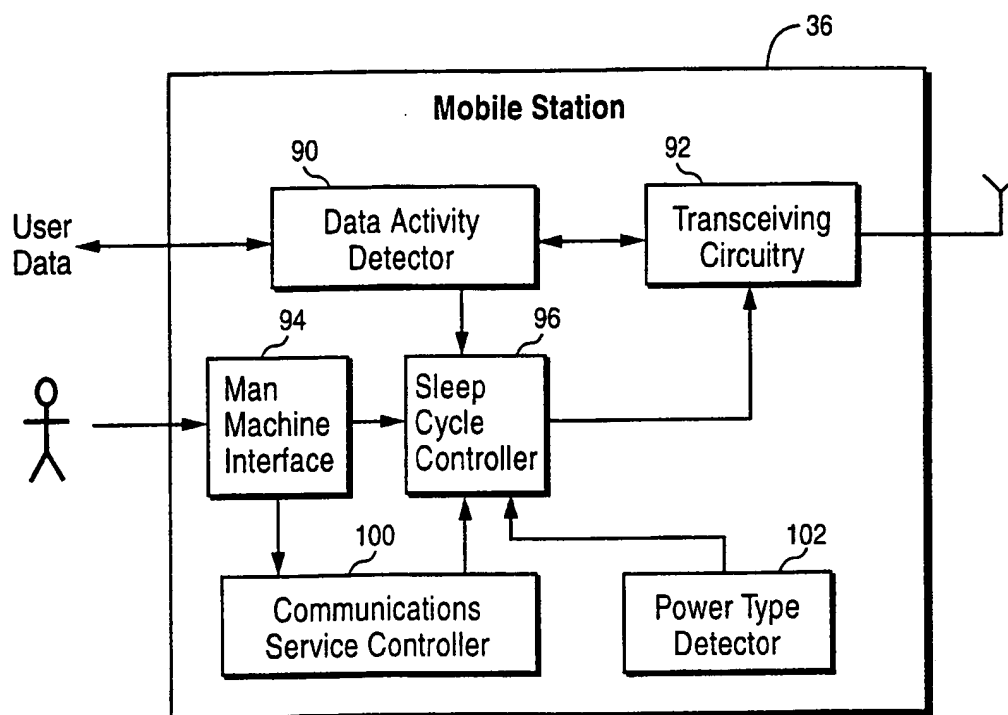 36
Mobile Station
90
92
User
Data
Data Activity
Detector
Transceiving
Circuitry
94
96
Man
Machine
Interface
Sleep
Cycle
Controller
100
102
Communications
Service Controller
Power Type
Detector